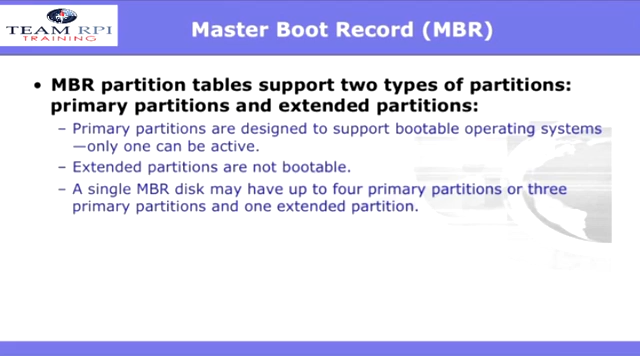 TEAM RPI
TRAINING
Master Boot Record (MBR)
• MBR partition tables support two types of partitions:
primary partitions and extended partitions:
– Primary partitions are designed to support bootable operating systems
—only one can be active.
– Extended partitions are not bootable.
– A single MBR disk may have up to four primary partitions or three
primary partitions and one extended partition.